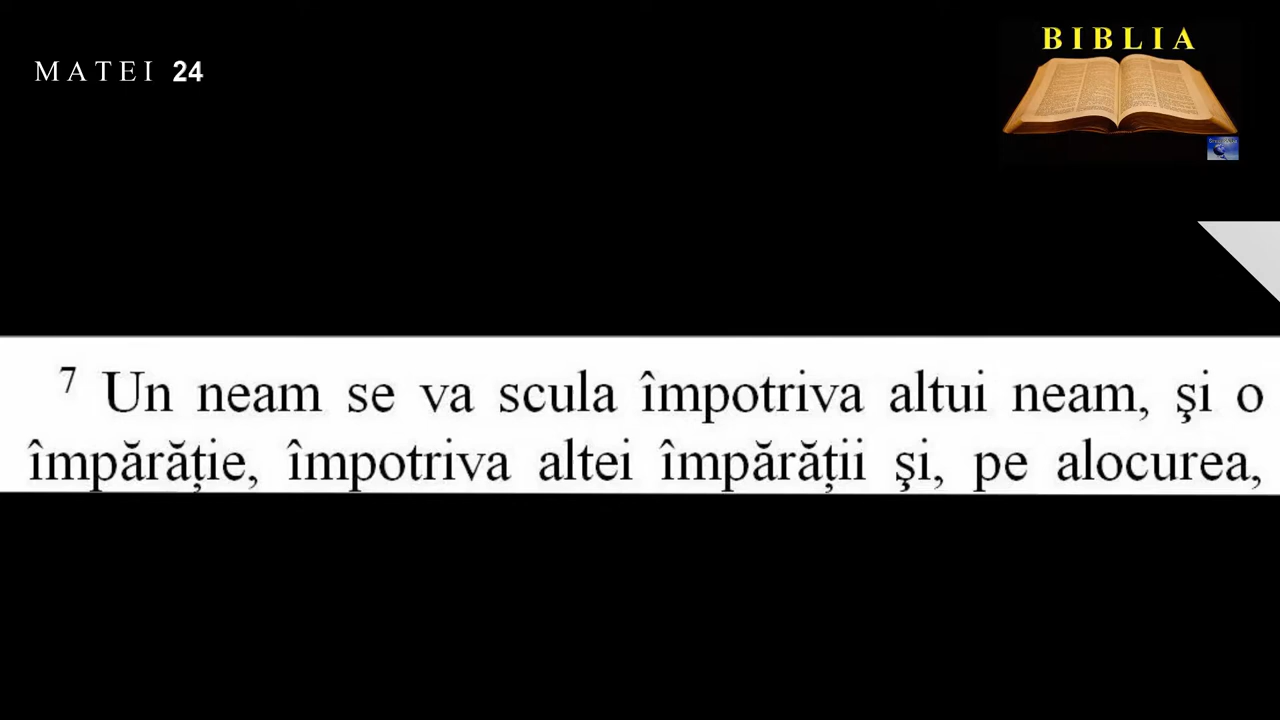 BIBLIA
MATEI 24
7 Un neam se va scula împotriva altui neam, şi o
împărăţie, împotriva altei împărăţii şi, pe alocurea,